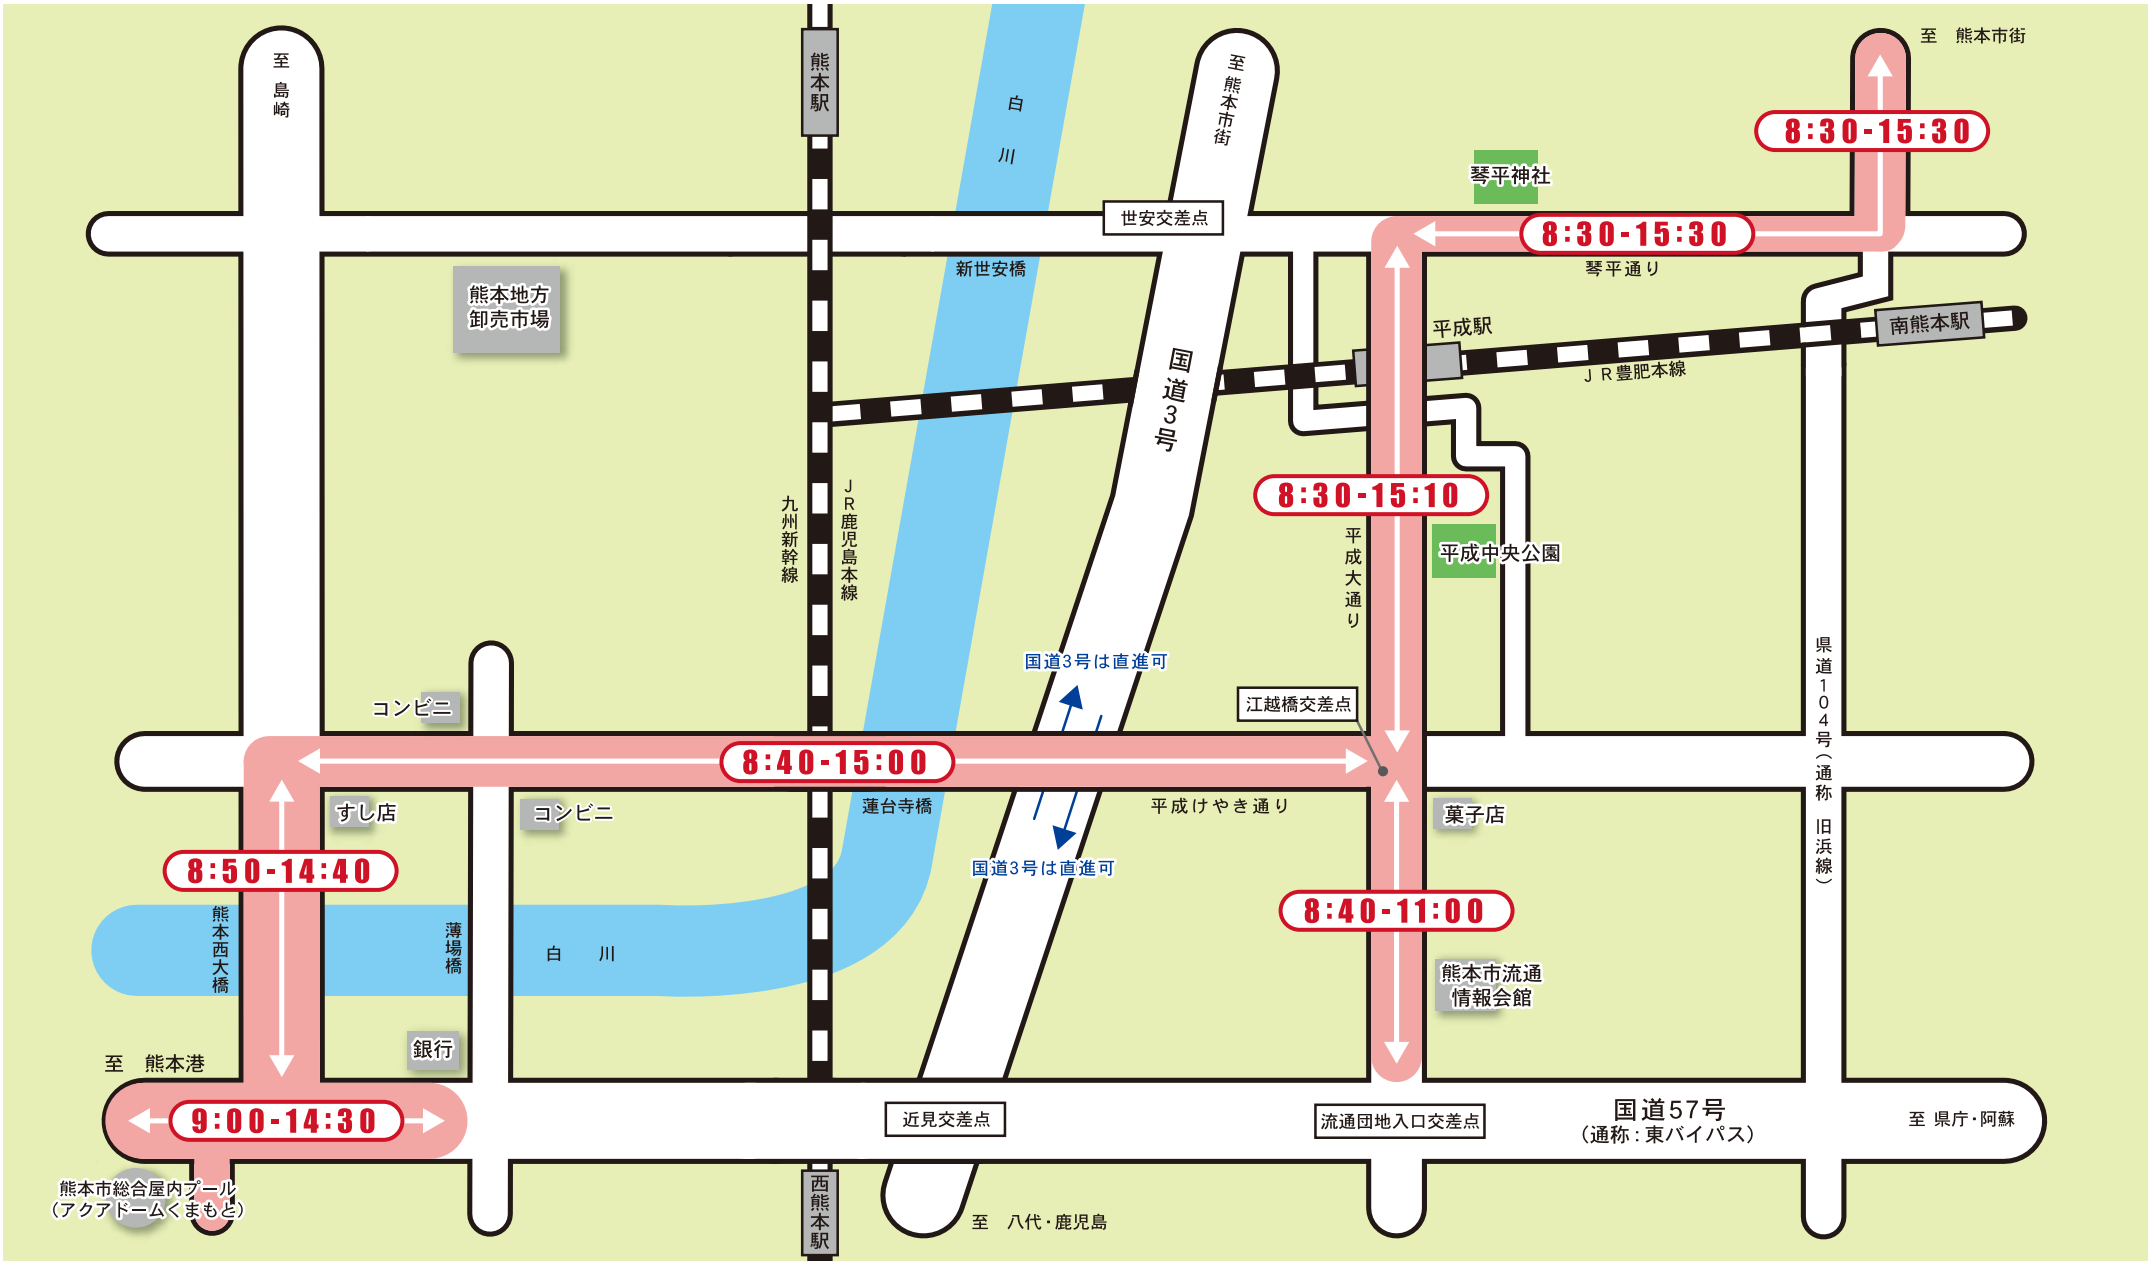 至 島崎
熊本駅
白 川
至 熊本市街
至 熊本市街
8:30-15:30
琴平神社
世安交差点
8:30-15:30
新世安橋
琴平通り
熊本地方
卸売市場
平成駅
南熊本駅
JR豊肥本線
国道3号
九州新幹線
JR鹿児島本線
8:30-15:10
平成大通り
平成中央公園
国道3号は直進可
県道104号(通称 旧浜線)
コンビニ
江越橋交差点
8:40-15:00
すし店
コンビニ
蓮台寺橋
平成けやき通り
菓子店
8:50-14:40
国道3号は直進可
8:40-11:00
熊本西大橋
薄場橋
白 川
熊本市流通
情報会館
銀行
至 熊本港
9:00-14:30
近見交差点
流通団地入口交差点
国道57号
(通称:東バイパス)
至 県庁・阿蘇
熊本市総合屋内プール
(アクアドームくまもと)
西熊本駅
至 八代・鹿児島